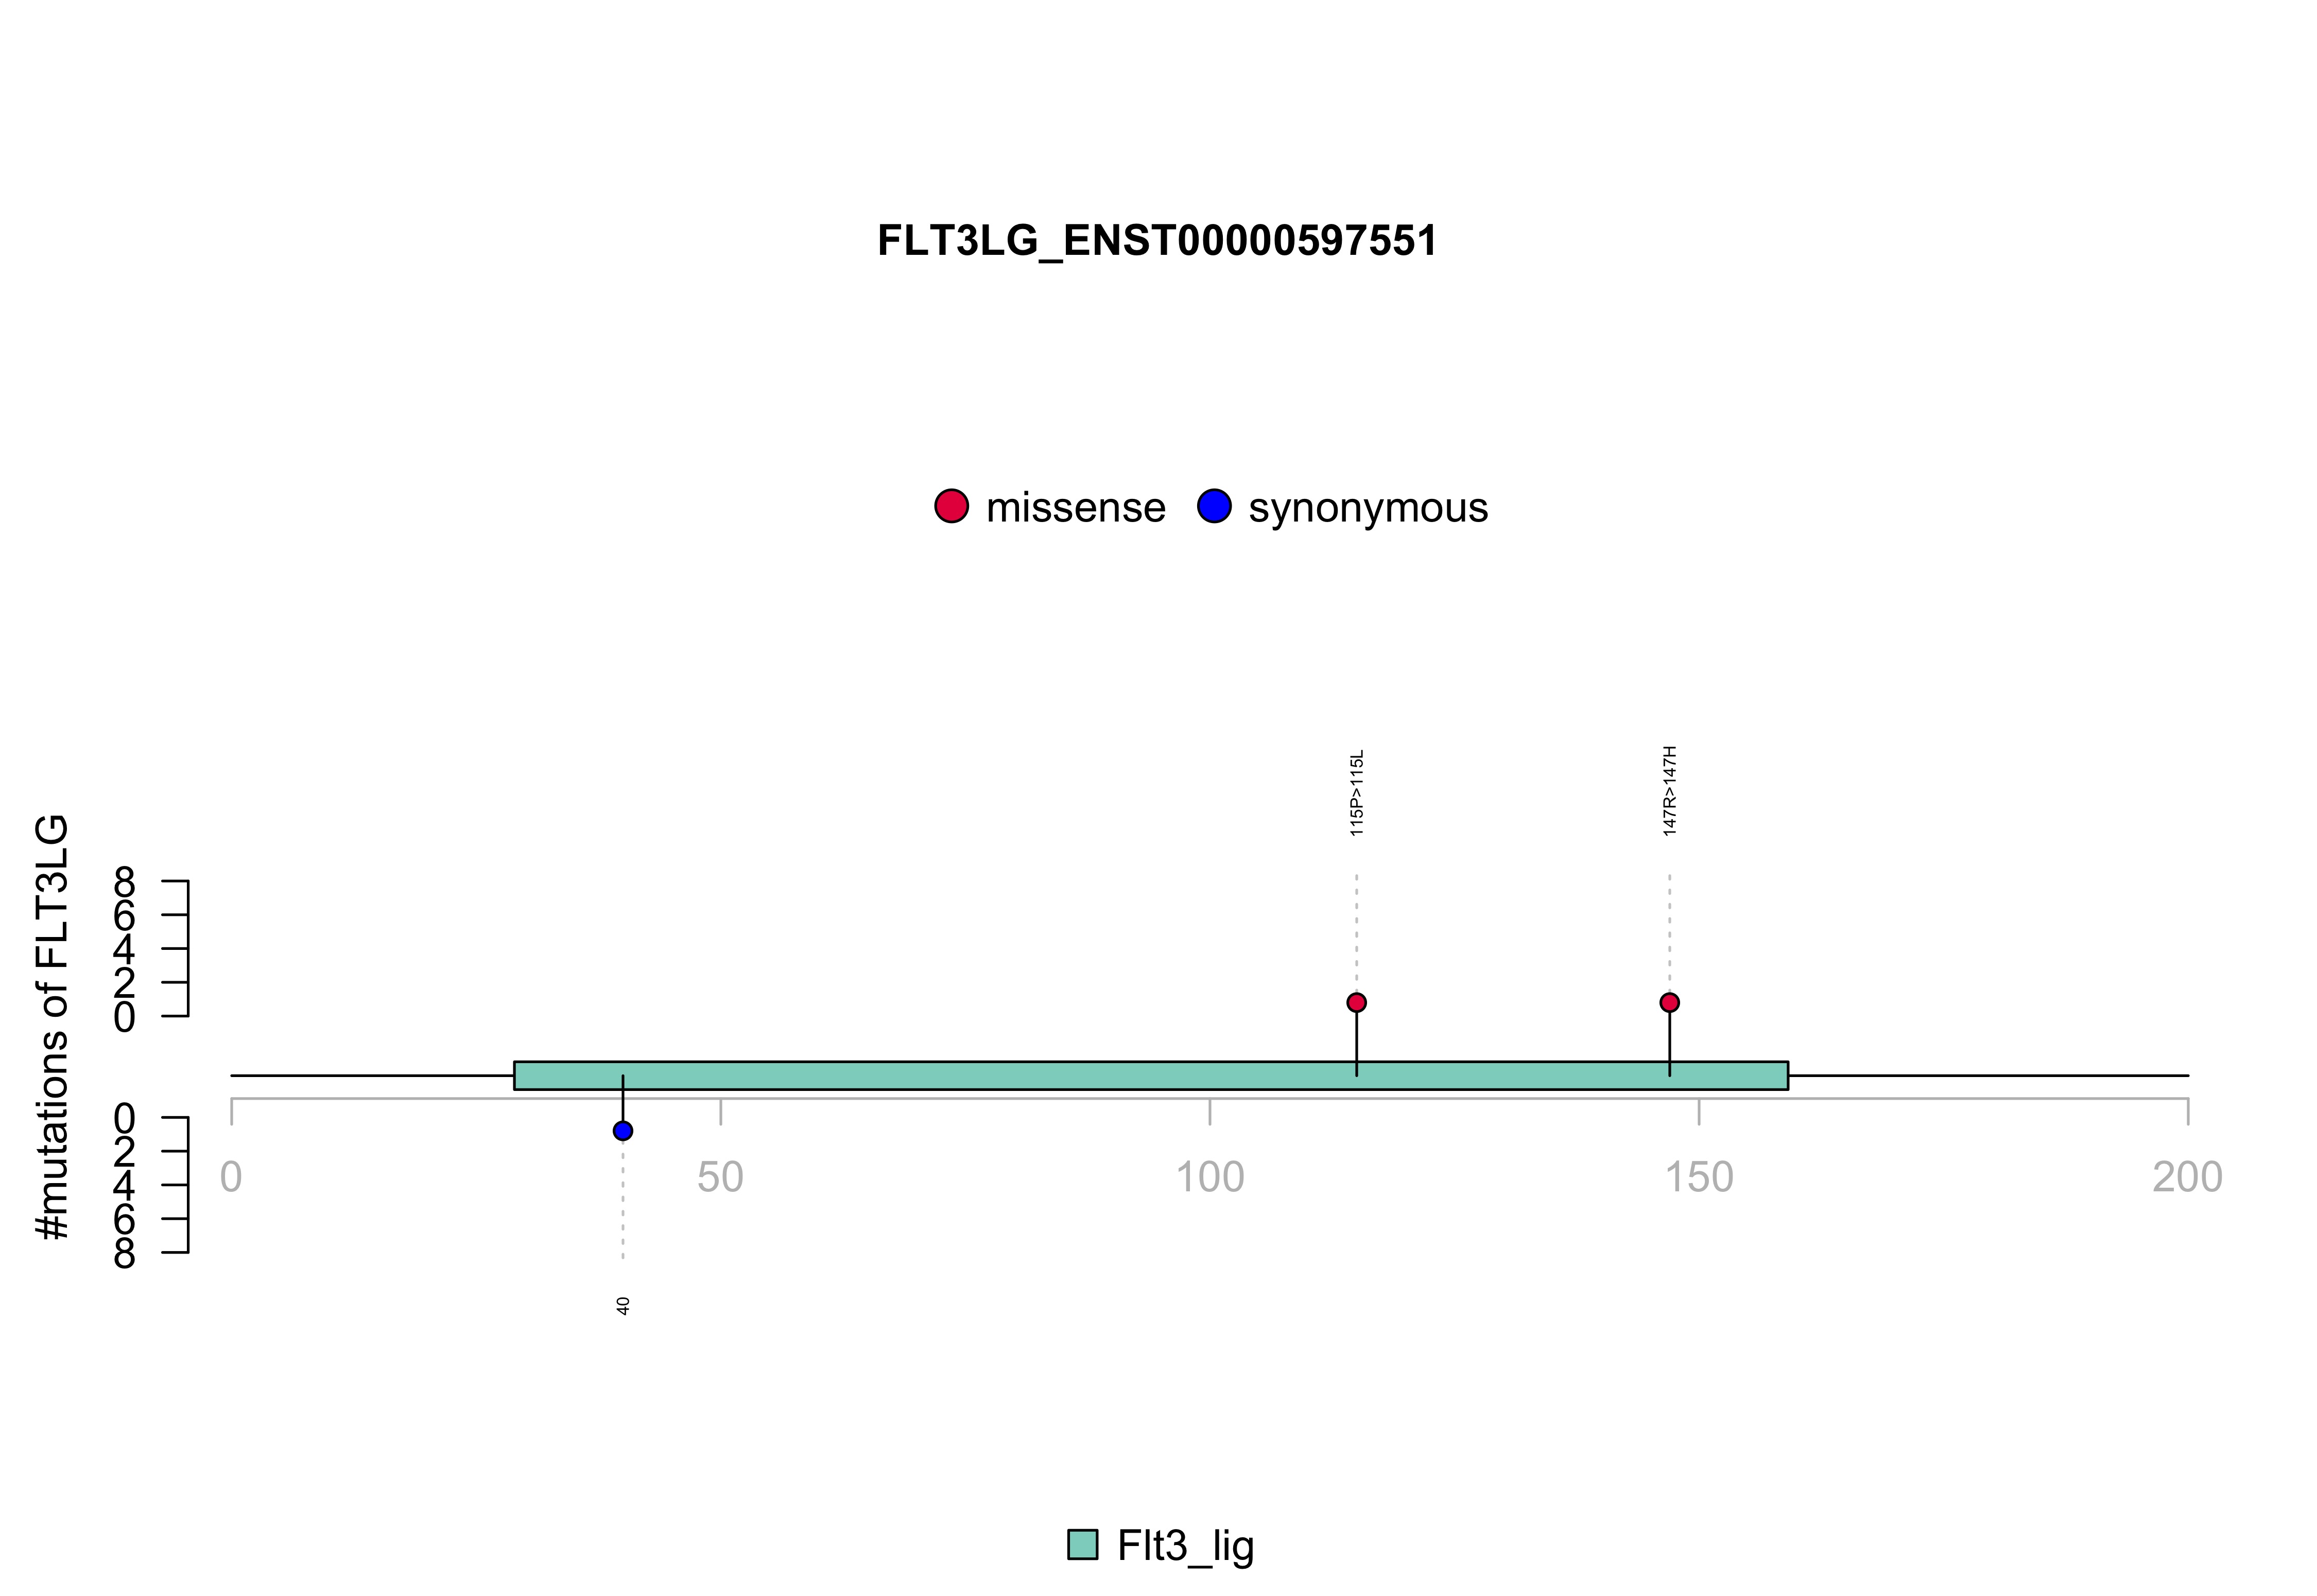 FLT3LG_ENST00000597551
missense synonymous
115P>115L
147R>147H
#mutations of FLT3LG
8
6
4
2
0
0
2
4
6
8
0 50 100 150 200
40
Flt3_lig